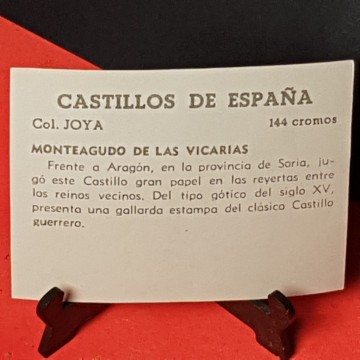 CASTILLOS DE ESPAÑA
Col. JOYA 144 cromos
MONTEAGUDO DE LAS VICARIAS
Frente a Aragón, en la provincia de Soria, ju-
gó este Castillo gran papel en las reyertas entre
los reinos vecinos. Del tipo gótico del siglo XV,
presenta una gallarda estampa del clásico Castillo
guerrero.